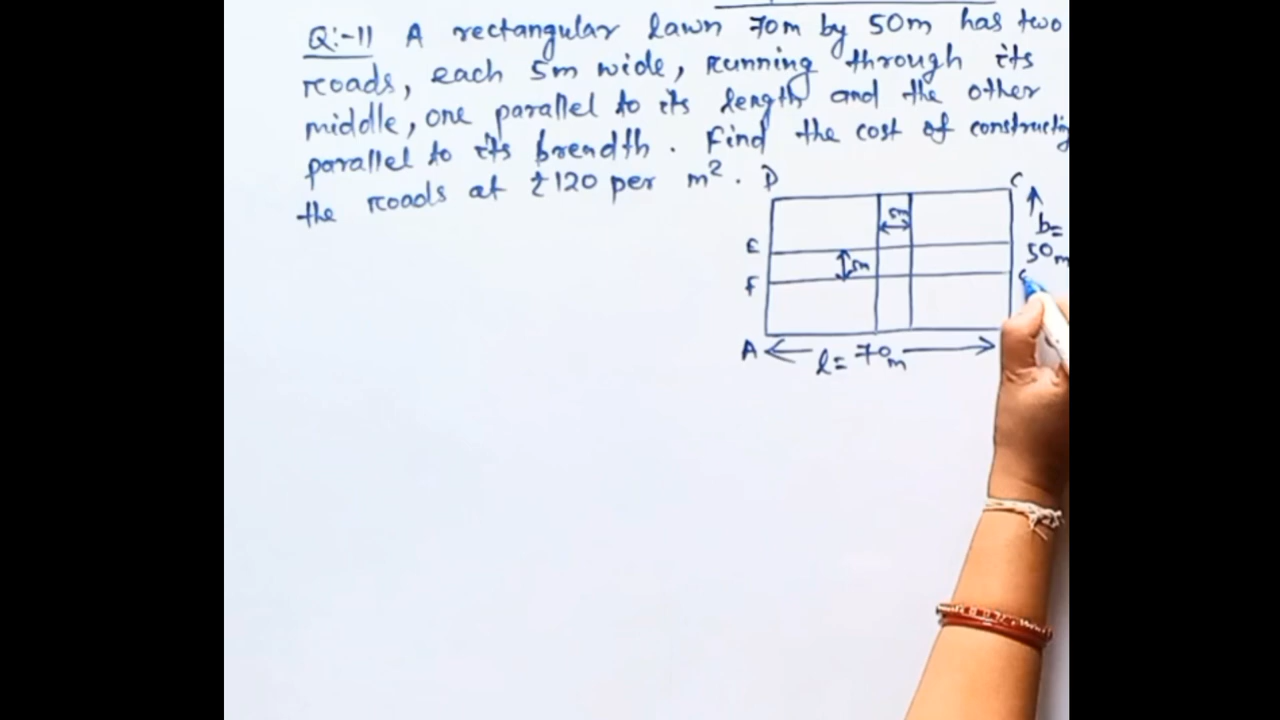 Q:-11 A rectangular lawn 70m by 50m has two
roads, each 5m wide, running through its
middle, one parallel to its length and the other
parallel to its breadth. Find the cost of constructing
the roads at ₹120 per m².
D C
5m
b=
E
50m
5m
F
A l=70m